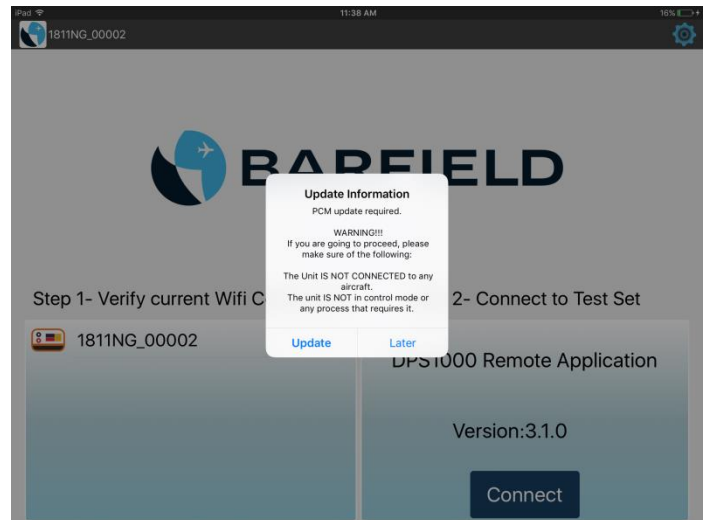 iPad
11:38 AM
16%
1811NG_00002
BARFIELD
Update Information
PCM update required.
WARNING!!!
If you are going to proceed, please
make sure of the following:
The Unit IS NOT CONNECTED to any
aircraft.
The unit IS NOT in control mode or
any process that requires it.
Update
Later
Step 1- Verify current Wifi C
2- Connect to Test Set
1811NG_00002
DPS1000 Remote Application
Version:3.1.0
Connect